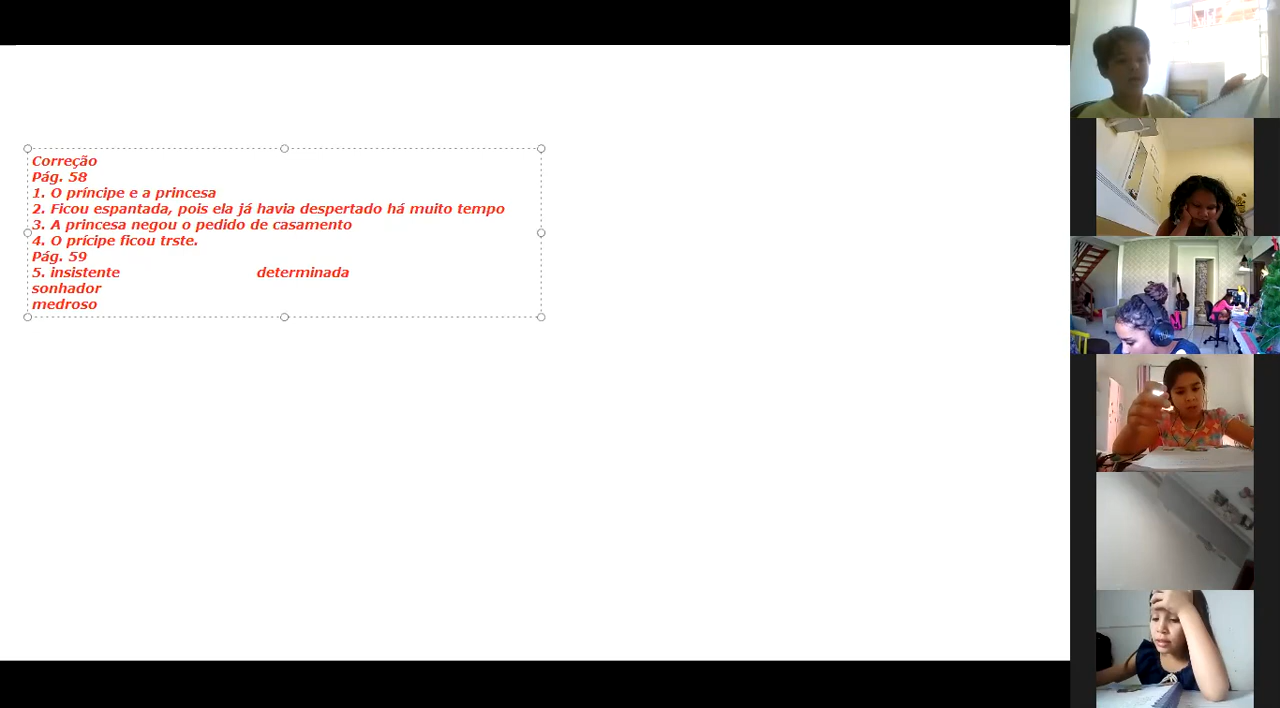 Correção
Pág. 58
1. O príncipe e a princesa
2. Ficou espantada, pois ela já havia despertado há muito tempo
3. A princesa negou o pedido de casamento
4. O prícipe ficou trste.
Pág. 59
5. insistente determinada
sonhador
medroso